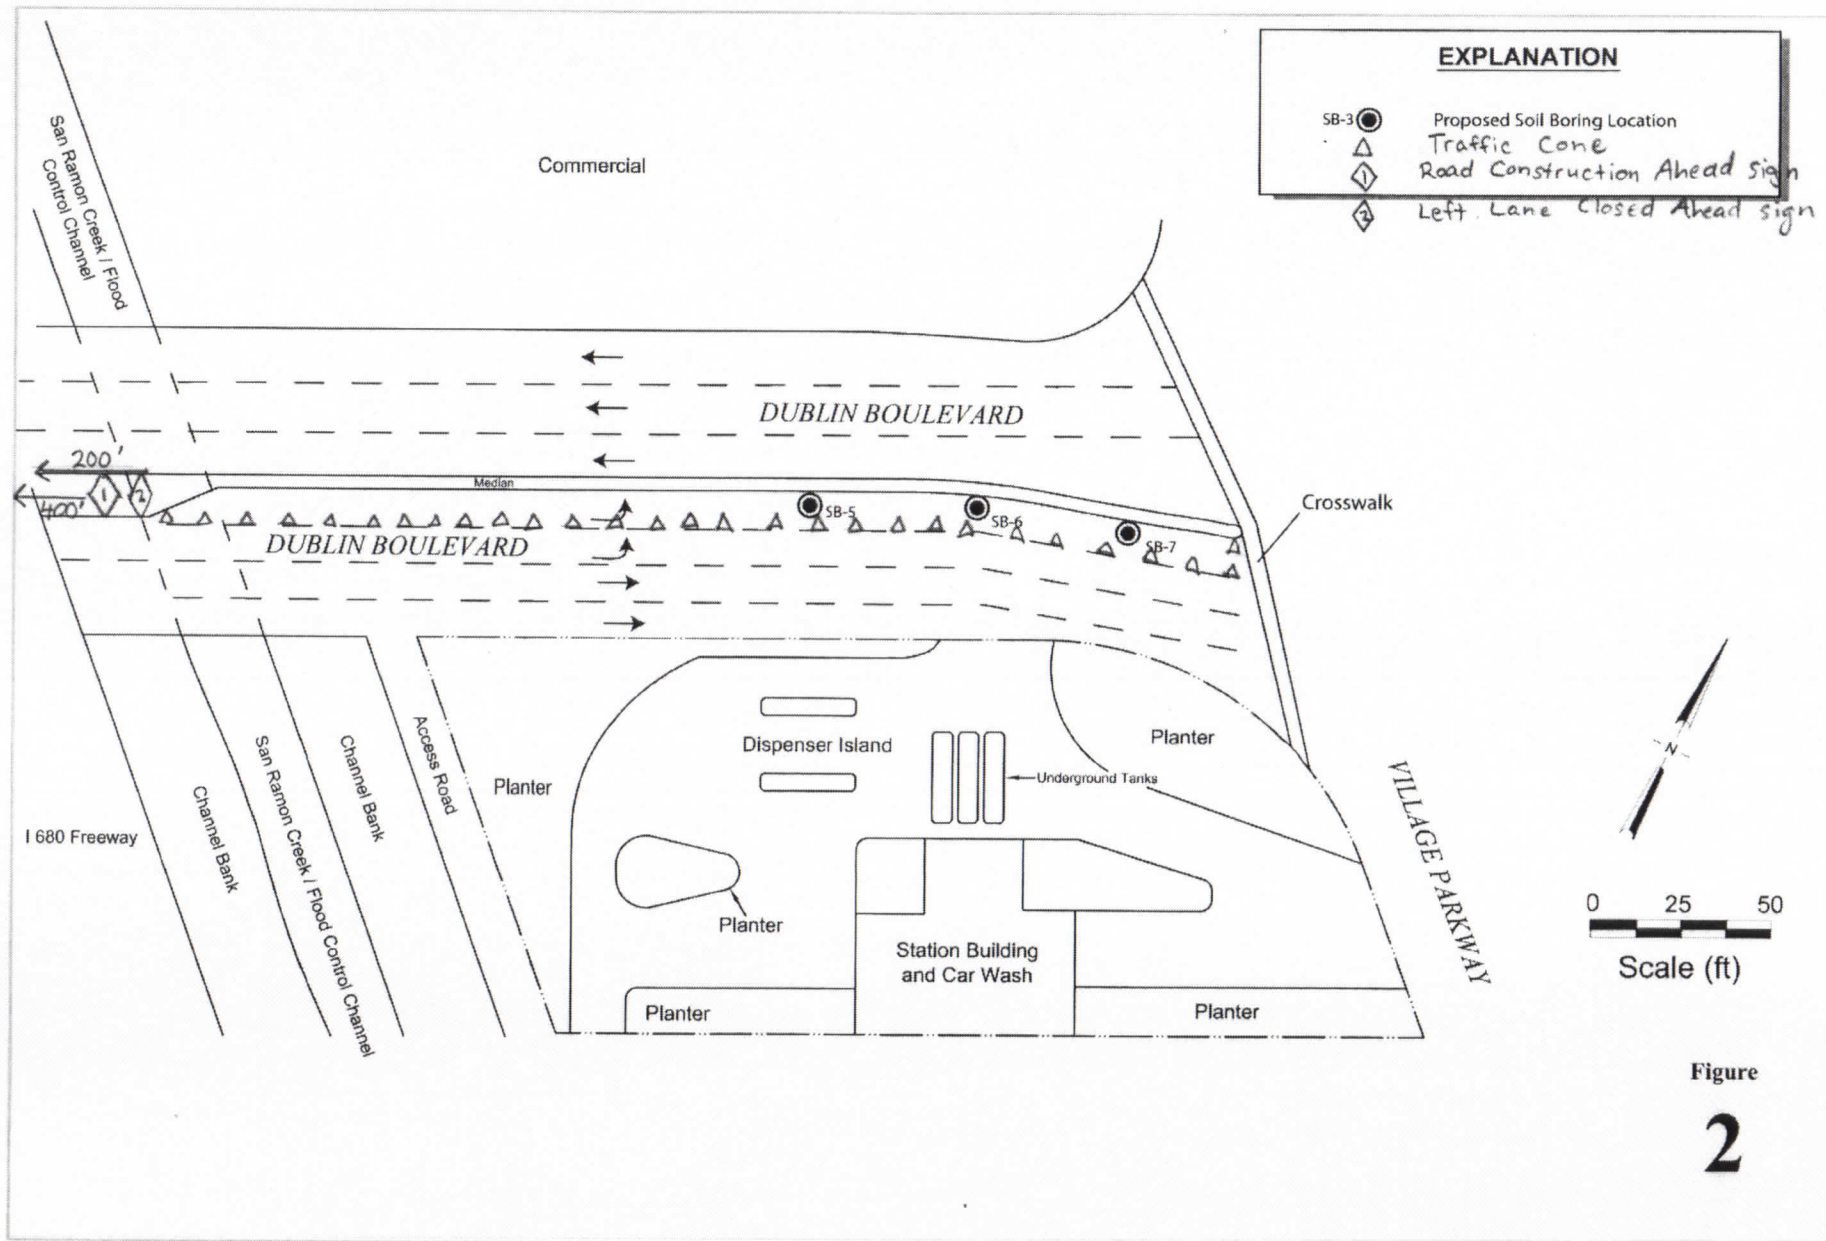 EXPLANATION
SB-3 Proposed Soil Boring Location
Traffic Cone
1 Road Construction Ahead Sign
2 Left Lane Closed Ahead sign
San Ramon Creek / Flood
Control Channel
Commercial
DUBLIN BOULEVARD
200'
1
2
400'
Median
SB-5
SB-6
SB-7
Crosswalk
DUBLIN BOULEVARD
I 680 Freeway
Channel Bank
San Ramon Creek / Flood Control Channel
Channel Bank
Access Road
Planter
Dispenser Island
Underground Tanks
Planter
Planter
Station Building
and Car Wash
Planter
Planter
VILLAGE PARKWAY
N
0 25 50
Scale (ft)
Figure
2